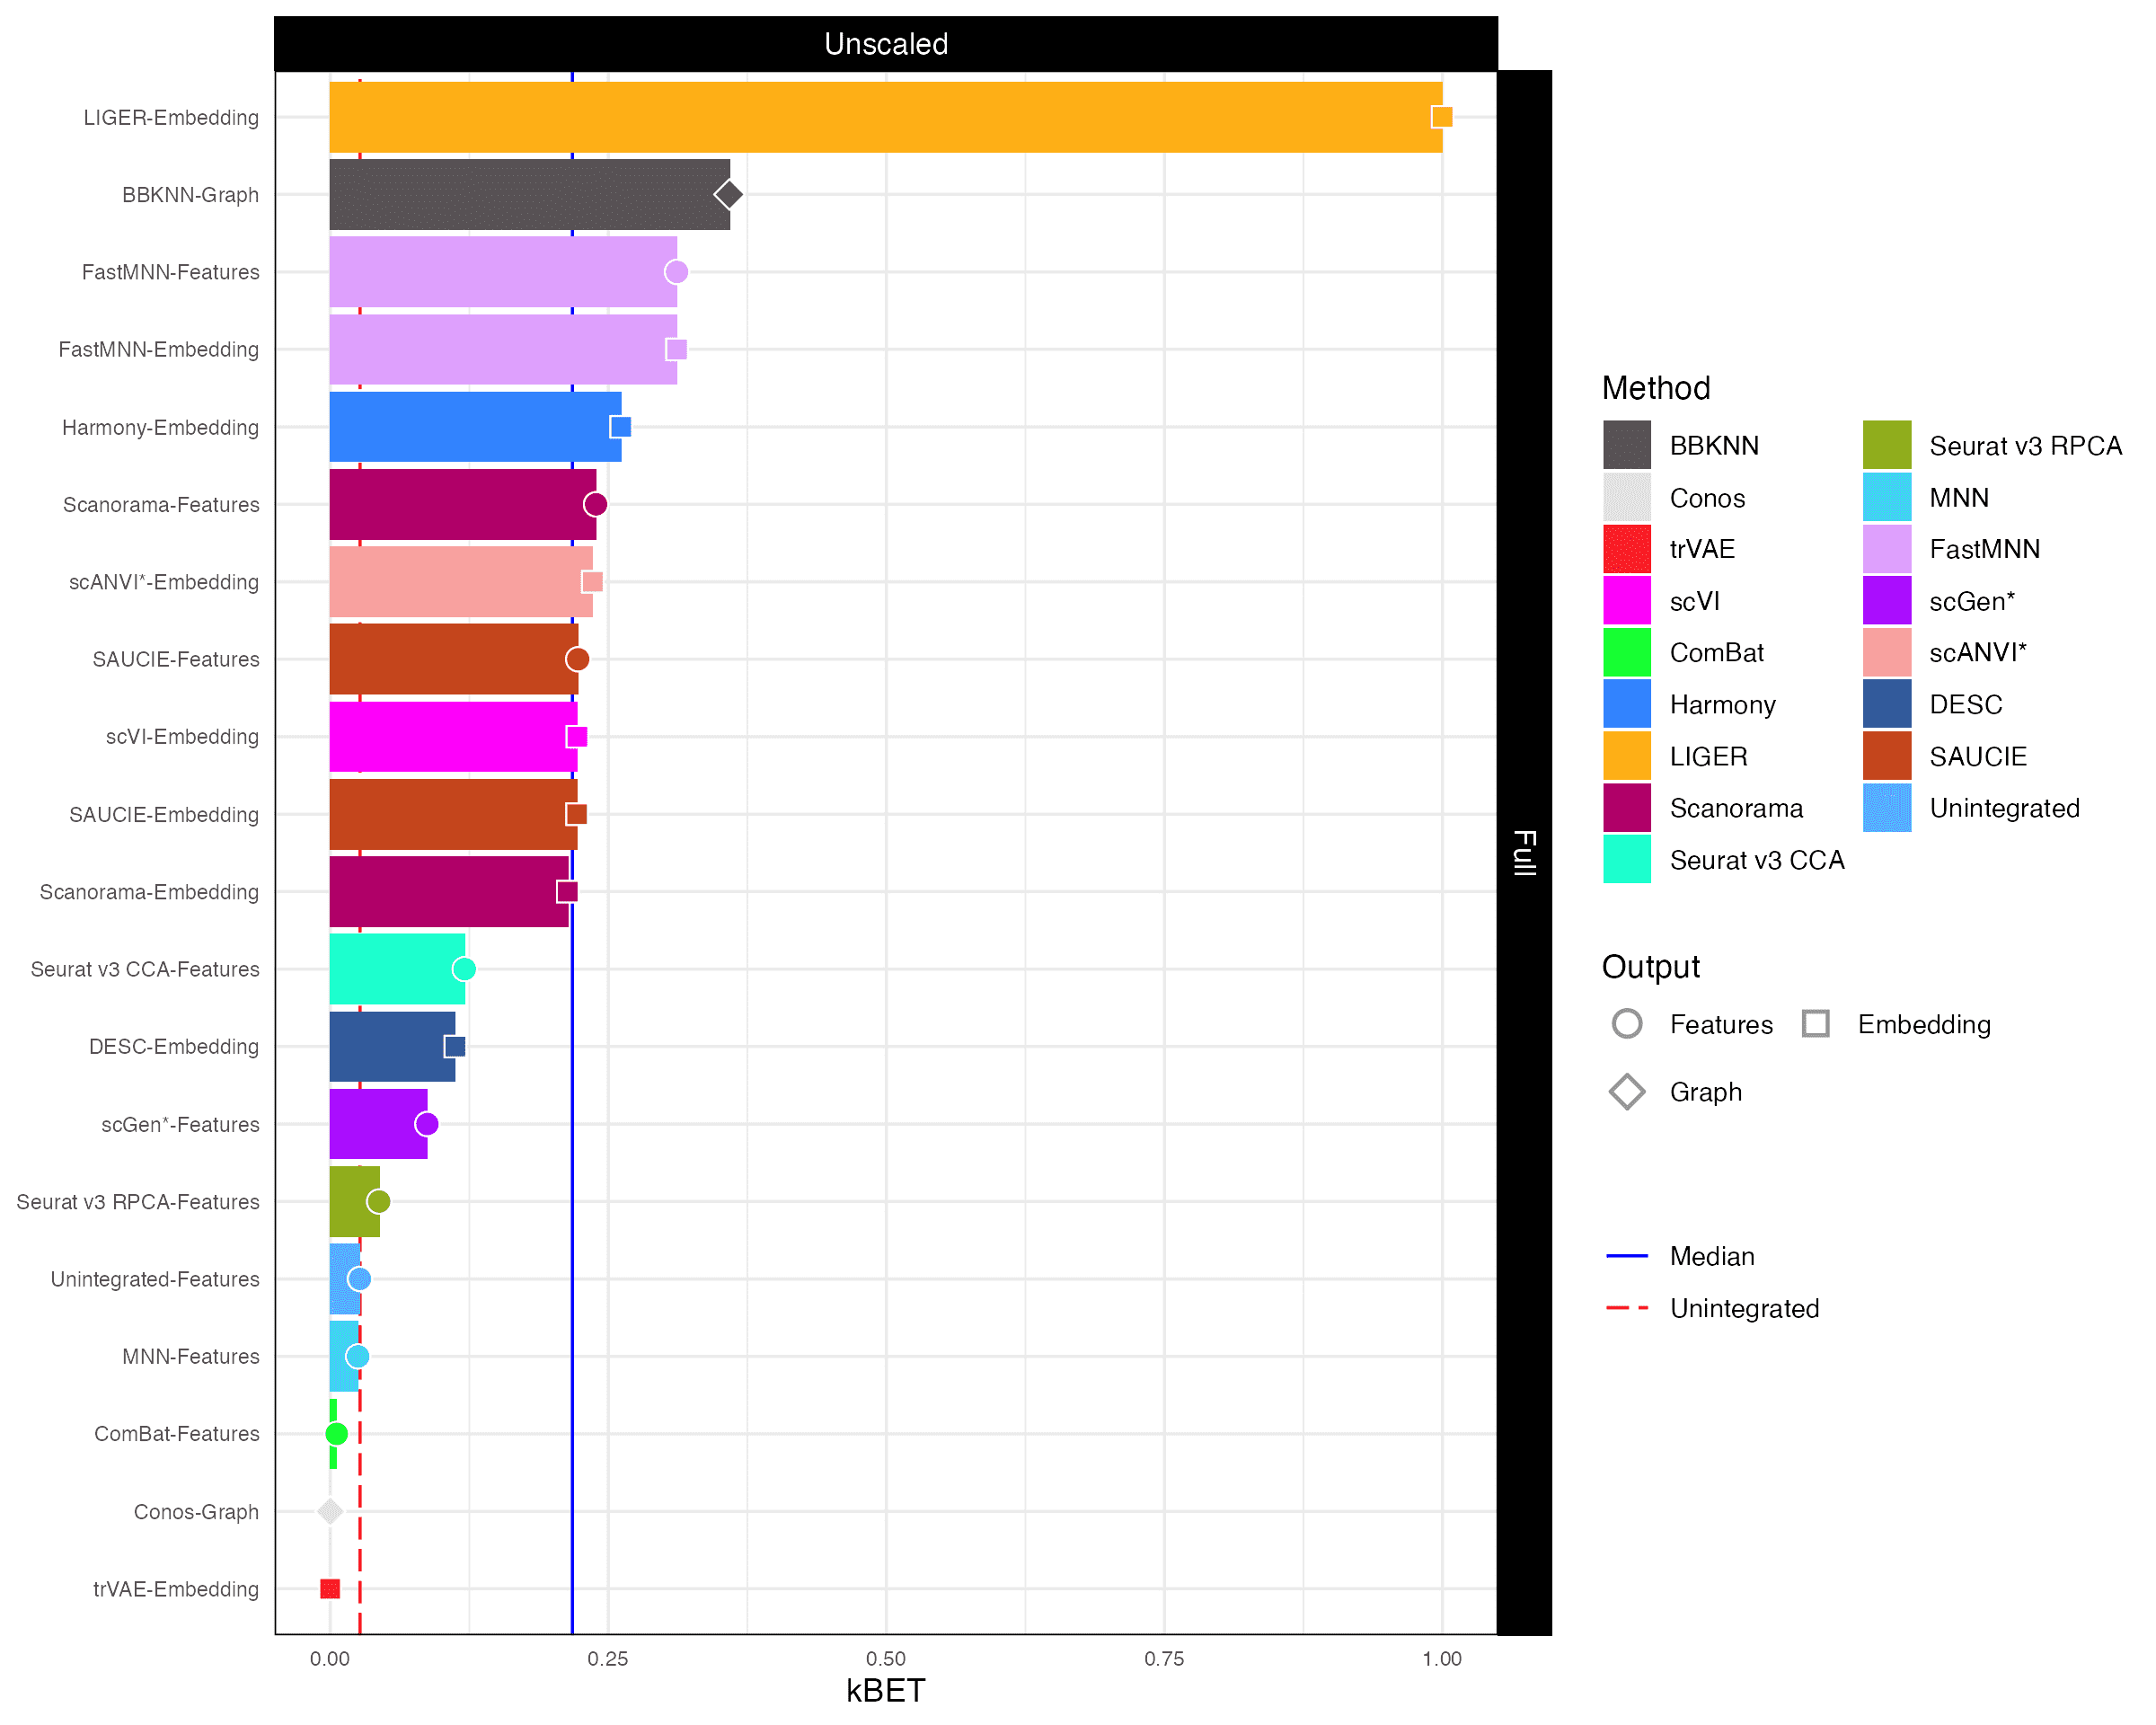 Unscaled
LIGER-Embedding
BBKNN-Graph
FastMNN-Features
FastMNN-Embedding
Harmony-Embedding
Scanorama-Features
scANVI*-Embedding
SAUCIE-Features
scVI-Embedding
SAUCIE-Embedding
Scanorama-Embedding
Seurat v3 CCA-Features
DESC-Embedding
scGen*-Features
Seurat v3 RPCA-Features
Unintegrated-Features
MNN-Features
ComBat-Features
Conos-Graph
trVAE-Embedding
0.00 0.25 0.50 0.75 1.00
kBET
Full
Method
BBKNN
Conos
trVAE
scVI
ComBat
Harmony
LIGER
Scanorama
Seurat v3 CCA
Seurat v3 RPCA
MNN
FastMNN
scGen*
scANVI*
DESC
SAUCIE
Unintegrated
Output
Features Embedding
Graph
Median
Unintegrated